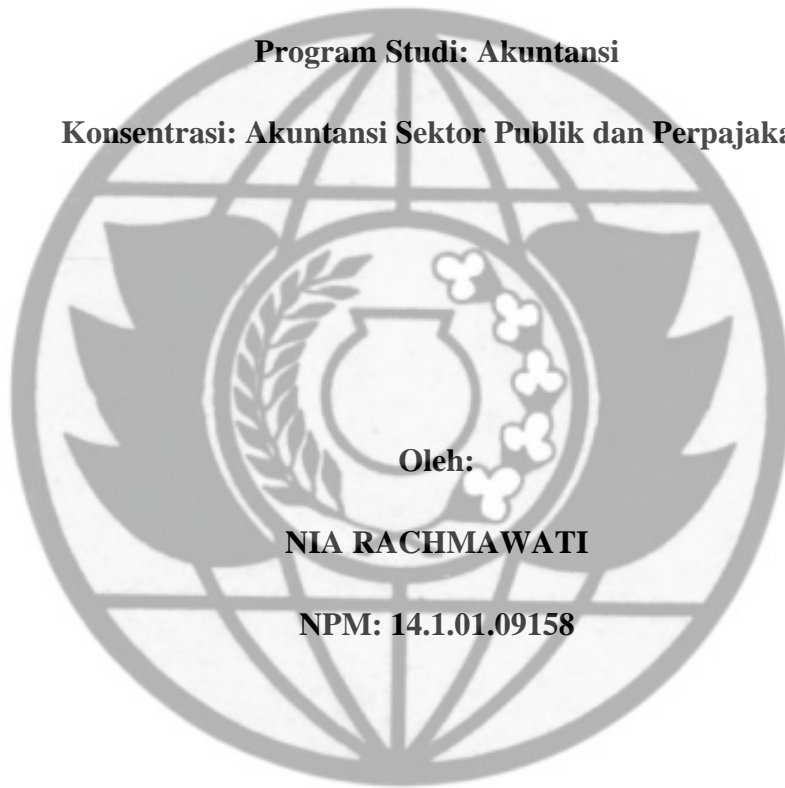 Program Studi: Akuntansi
Konsentrasi: Akuntansi Sektor Publik dan Perpajaka
Oleh:
NIA RACHMAWATI
NPM: 14.1.01.09158